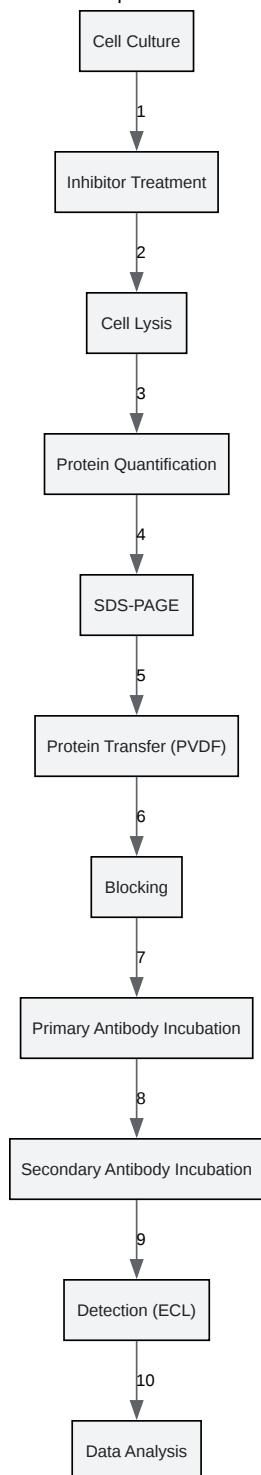 Cell Culture
1
Inhibitor Treatment
2
Cell Lysis
3
Protein Quantification
4
SDS-PAGE
5
Protein Transfer (PVDF)
6
Blocking
7
Primary Antibody Incubation
8
Secondary Antibody Incubation
9
Detection (ECL)
10
Data Analysis